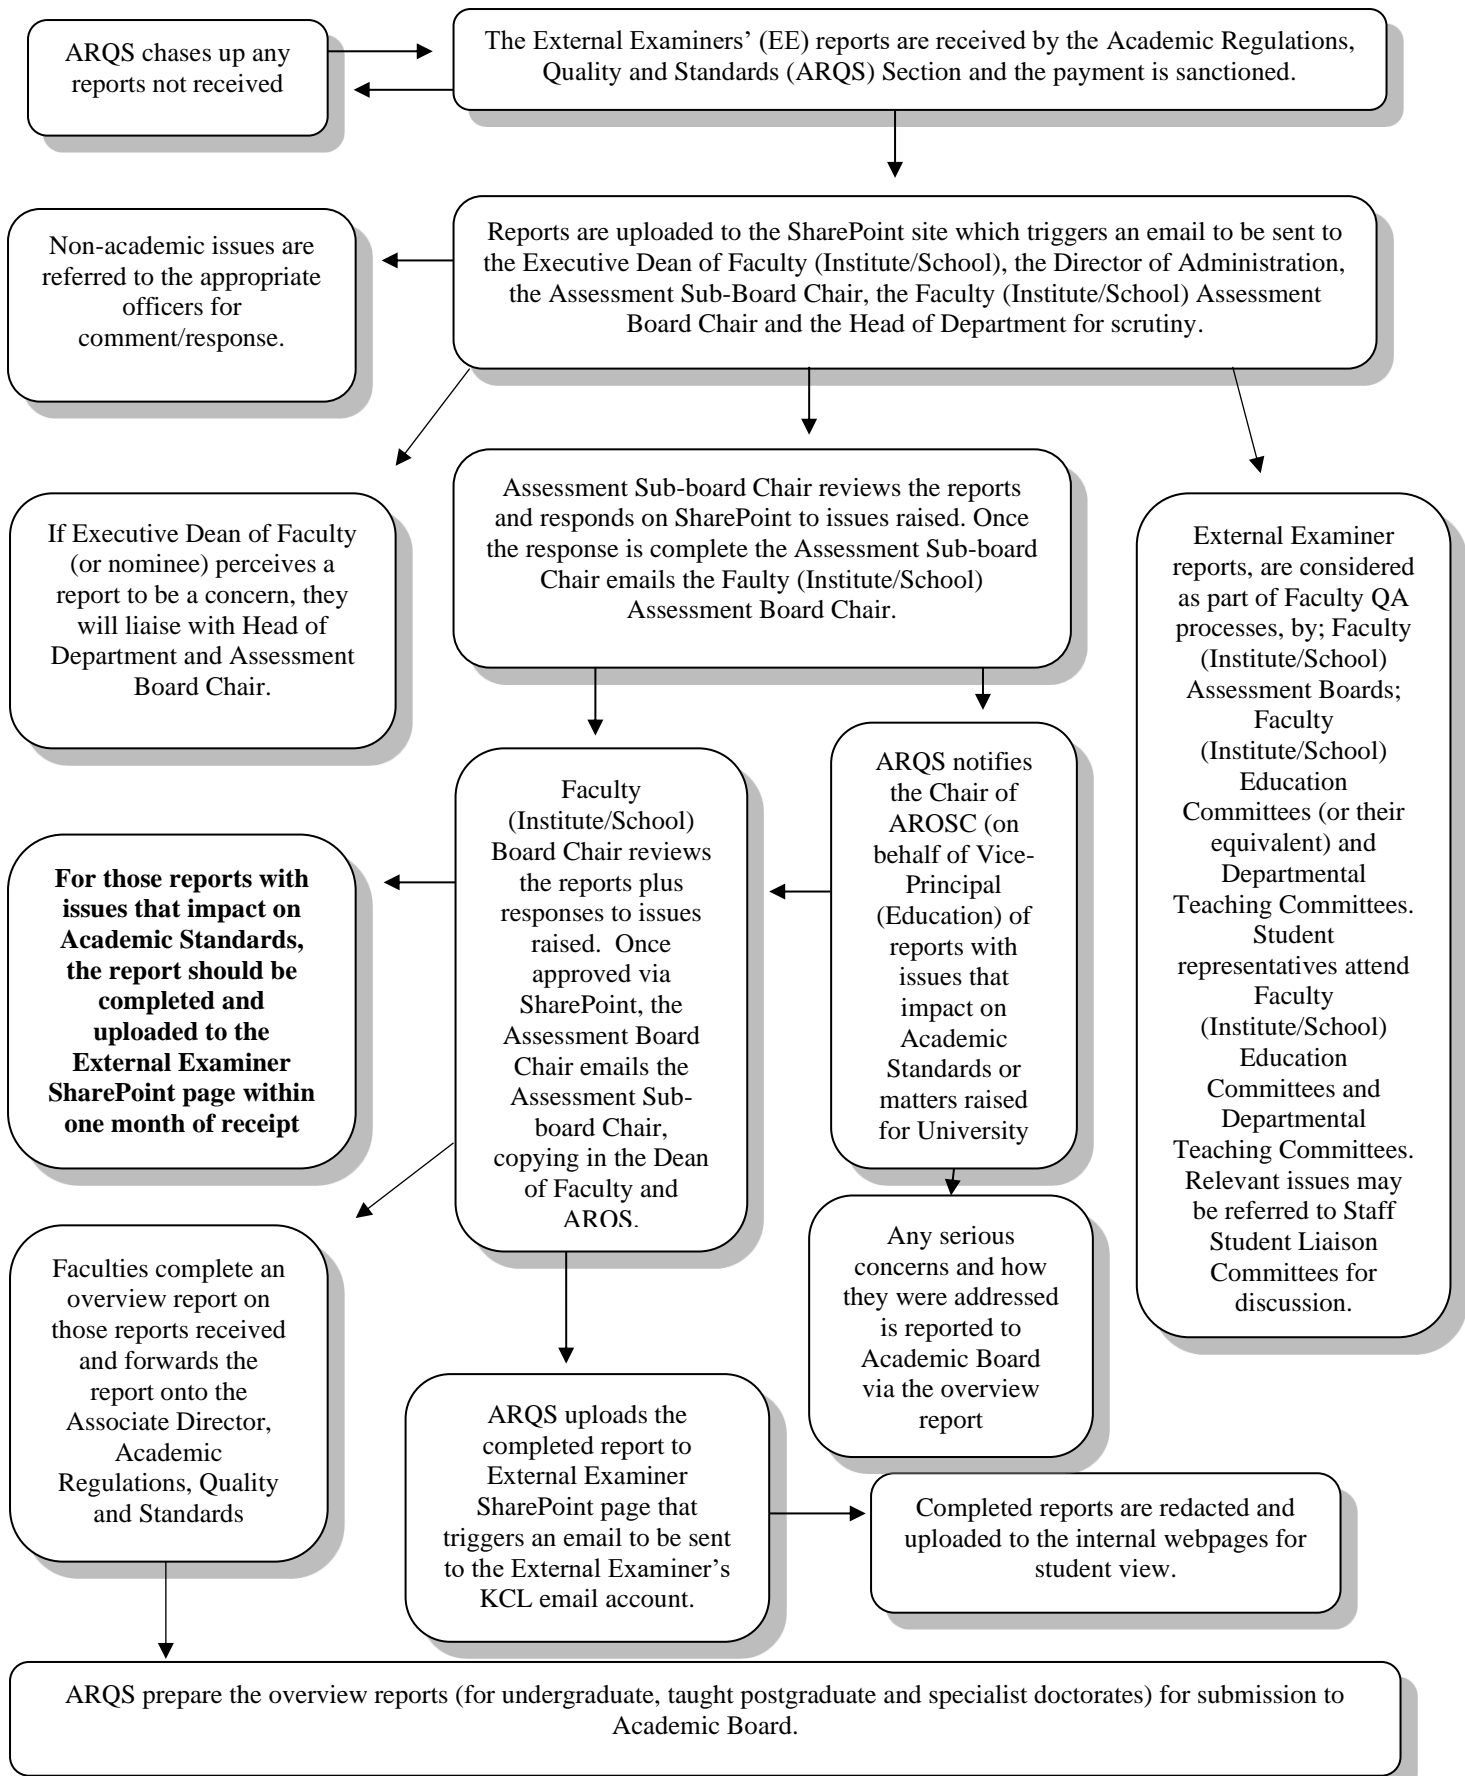 ARQS chases up any
reports not received
The External Examiners’ (EE) reports are received by the Academic Regulations,
Quality and Standards (ARQS) Section and the payment is sanctioned.
Non-academic issues are
referred to the appropriate
officers for
comment/response.
Reports are uploaded to the SharePoint site which triggers an email to be sent to
the Executive Dean of Faculty (Institute/School), the Director of Administration,
the Assessment Sub-Board Chair, the Faculty (Institute/School) Assessment
Board Chair and the Head of Department for scrutiny.
If Executive Dean of Faculty
(or nominee) perceives a
report to be a concern, they
will liaise with Head of
Department and Assessment
Board Chair.
Assessment Sub-board Chair reviews the reports
and responds on SharePoint to issues raised. Once
the response is complete the Assessment Sub-board
Chair emails the Faulty (Institute/School)
Assessment Board Chair.
External Examiner
reports, are considered
as part of Faculty QA
processes, by; Faculty
(Institute/School)
Assessment Boards;
Faculty
(Institute/School)
Education
Committees (or their
equivalent) and
Departmental
Teaching Committees.
Student
representatives attend
Faculty
(Institute/School)
Education
Committees and
Departmental
Teaching Committees.
Relevant issues may
be referred to Staff
Student Liaison
Committees for
discussion.
For those reports with
issues that impact on
Academic Standards,
the report should be
completed and
uploaded to the
External Examiner
SharePoint page within
one month of receipt
Faculty
(Institute/School)
Board Chair reviews
the reports plus
responses to issues
raised.  Once
approved via
SharePoint, the
Assessment Board
Chair emails the
Assessment Sub-
board Chair,
copying in the Dean
of Faculty and
ARQS.
ARQS notifies
the Chair of
AROSC (on
behalf of Vice-
Principal
(Education) of
reports with
issues that
impact on
Academic
Standards or
matters raised
for University
Faculties complete an
overview report on
those reports received
and forwards the
report onto the
Associate Director,
Academic
Regulations, Quality
and Standards
ARQS uploads the
completed report to
External Examiner
SharePoint page that
triggers an email to be sent
to the External Examiner’s
KCL email account.
Any serious
concerns and how
they were addressed
is reported to
Academic Board
via the overview
report
Completed reports are redacted and
uploaded to the internal webpages for
student view.
ARQS prepare the overview reports (for undergraduate, taught postgraduate and specialist doctorates) for submission to
Academic Board.